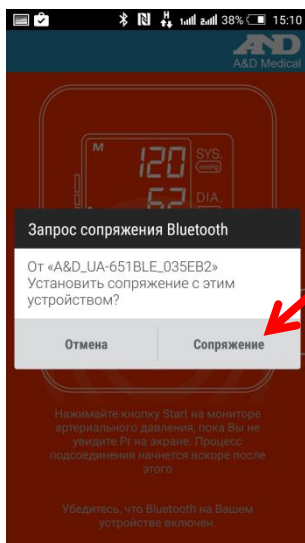 38% 15:10
AND
A&D Medical
M 120 SYS.
mmHg
62 DIA.
Запрос сопряжения Bluetooth
От «A&D_UA-651BLE_035EB2»
Установить сопряжение с этим
устройством?
Отмена Сопряжение
Нажимайте кнопку Start на мониторе
артериального давления, пока Вы не
увидите Pr на экране. Процесс
подсоединения начнется вскоре после
этого
Убедитесь, что Bluetooth на Вашем
устройстве включен.